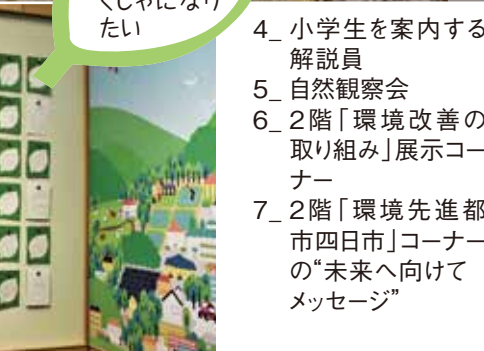 くしゃになり
たい
4_ 小学生を案内する
解説員
5_ 自然観察会
6_ 2階「環境改善の
取り組み」展示コー
ナー
7_ 2階「環境先進都
市四日市」コーナー
の“未来へ向けて
メッセージ”